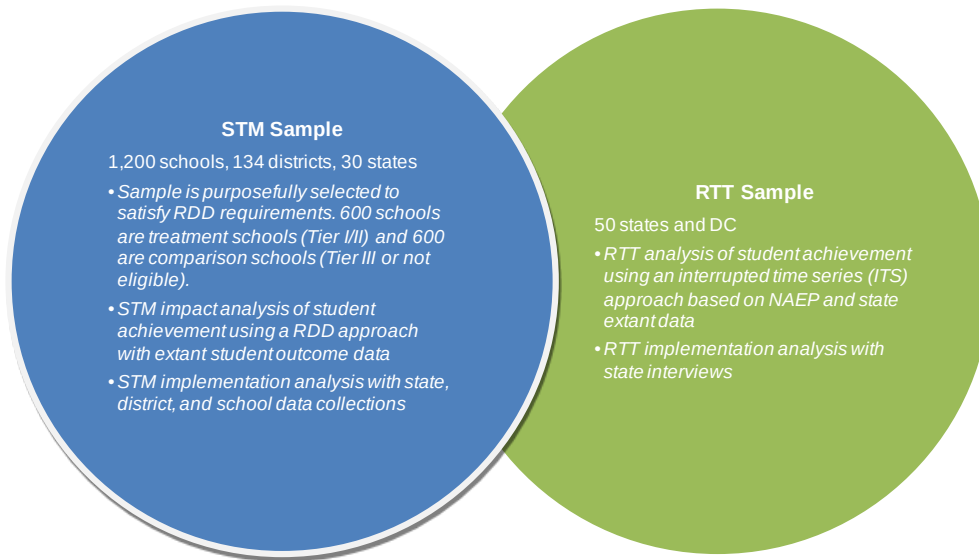 STM Sample
1,200 schools, 134 districts, 30 states
• Sample is purposefully selected to
satisfy RDD requirements. 600 schools
are treatment schools (Tier I/II) and 600
are comparison schools (Tier III or not
eligible).
• STM impact analysis of student
achievement using a RDD approach
with extant student outcome data
• STM implementation analysis with state,
district, and school data collections
RTT Sample
50 states and DC
• RTT analysis of student achievement
using an interrupted time series (ITS)
approach based on NAEP and state
extant data
• RTT implementation analysis with
state interviews